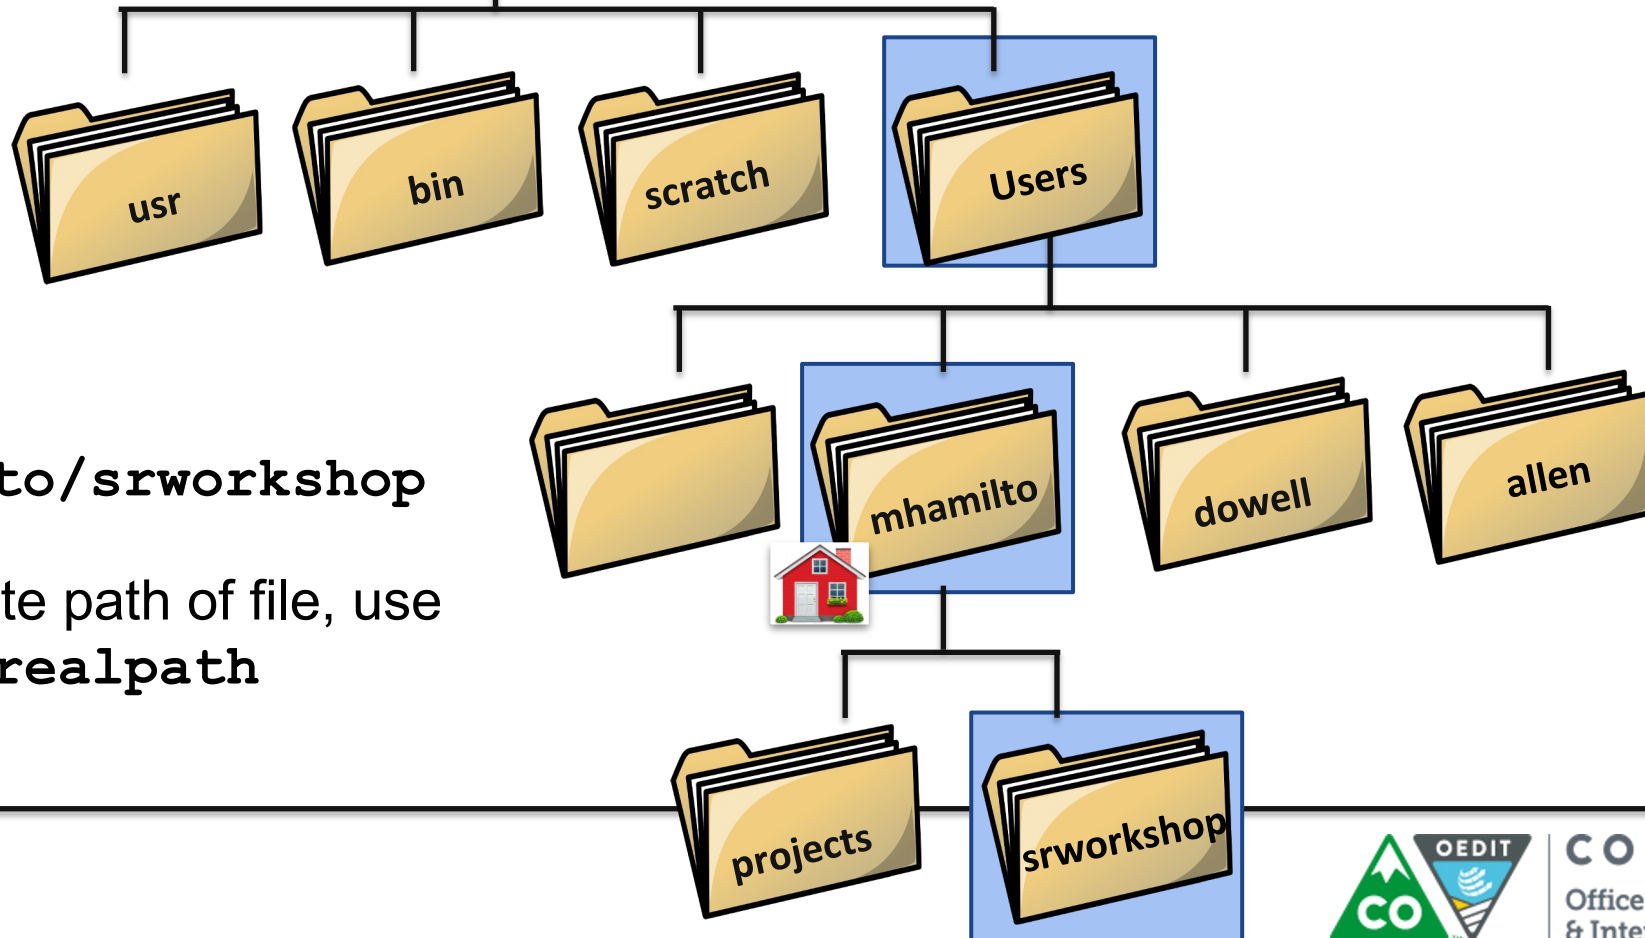 usr
bin
scratch
Users
to/srworkshop
mhamilto
dowell
allen
te path of file, use
realpath
projects
srworkshop
OEDIT
CO
CO
Office
& Inter